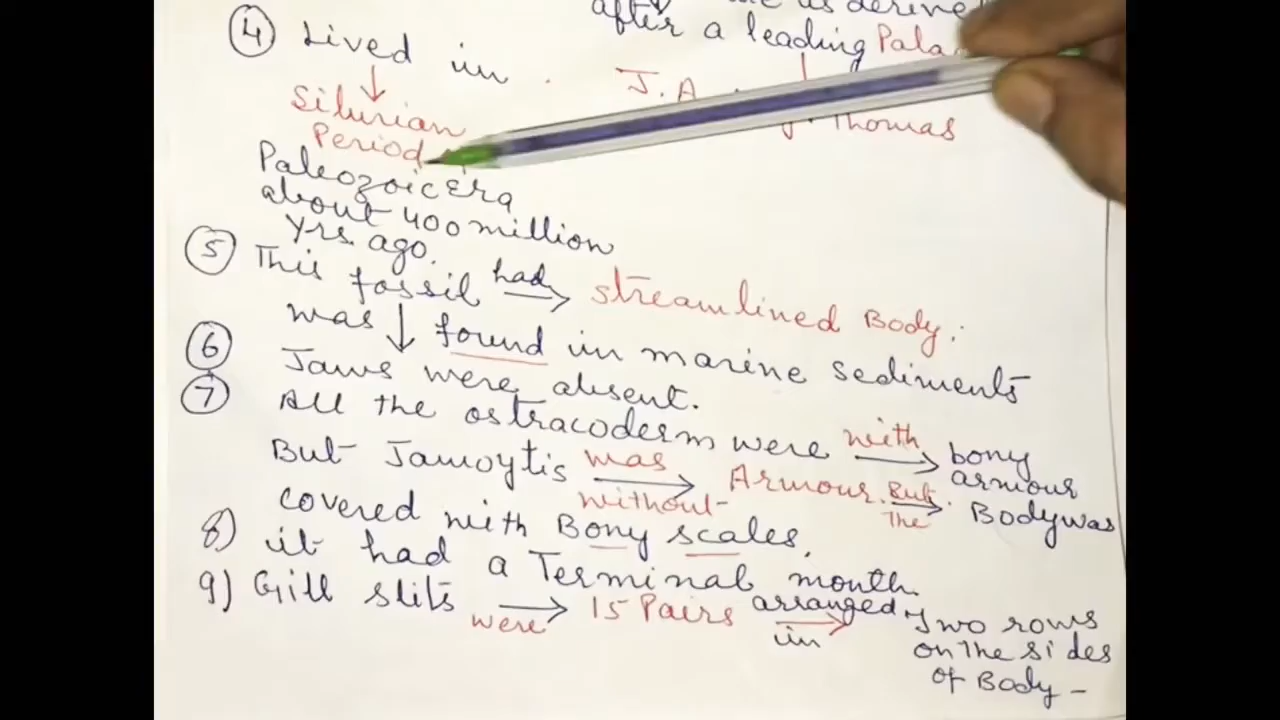 is derive
after a leading Pala
④ Lived in
J.A
Thomas
↓
Silurian
Period
Paleozoic Era
about 400 million
yrs. ago.
⑤ This fossil had → streamlined Body.
was ↓ found in marine sediments
⑥ Jaws were absent.
⑦ All the ostracoderm were with → bony armour
But Jamoytis was without → Armour. But The → Body was
covered with Bony scales.
8) it had a Terminal mouth.
9) Gill slits were → 15 Pairs arranged in → Two rows
on the sides
of Body -